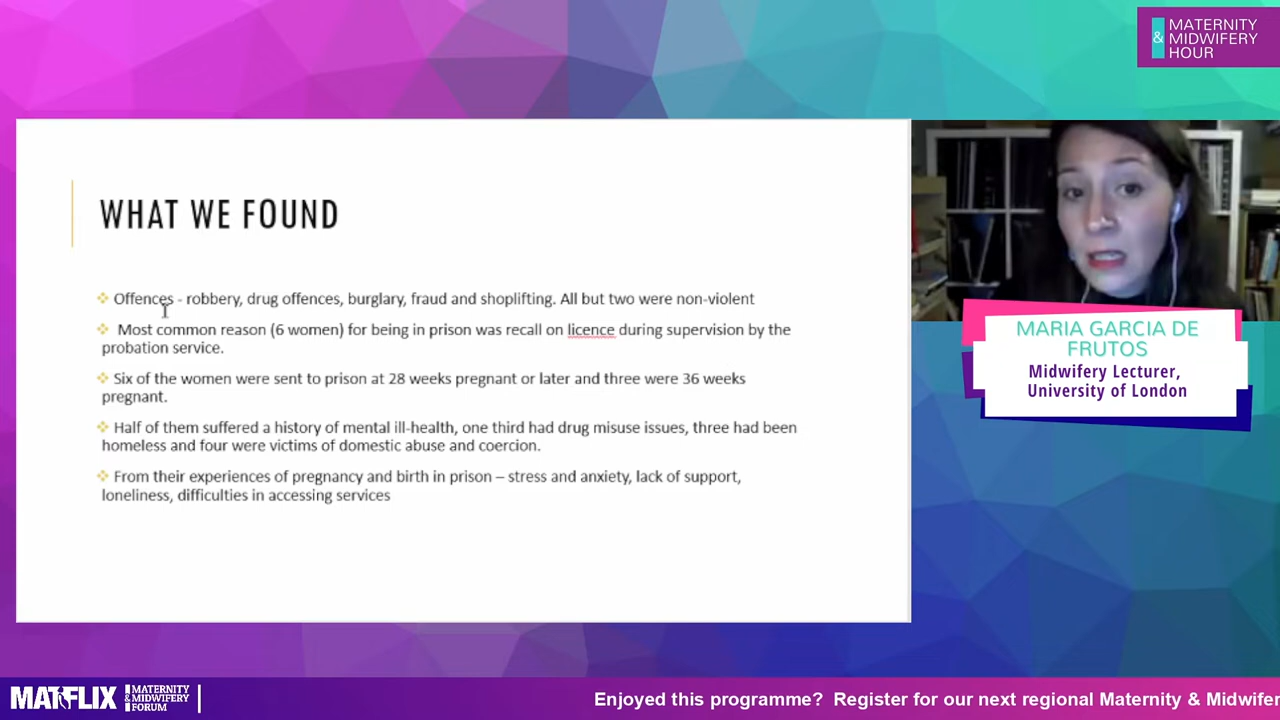 MATERNITY
& MIDWIFERY
HOUR
WHAT WE FOUND
❖ Offences - robbery, drug offences, burglary, fraud and shoplifting. All but two were non-violent
❖ Most common reason (6 women) for being in prison was recall on licence during supervision by the
probation service.
❖ Six of the women were sent to prison at 28 weeks pregnant or later and three were 36 weeks
pregnant.
❖ Half of them suffered a history of mental ill-health, one third had drug misuse issues, three had been
homeless and four were victims of domestic abuse and coercion.
❖ From their experiences of pregnancy and birth in prison – stress and anxiety, lack of support,
loneliness, difficulties in accessing services
MARIA GARCIA DE
FRUTOS
Midwifery Lecturer,
University of London
MATFLIX
MATERNITY
& MIDWIFERY
FORUM
Enjoyed this programme? Register for our next regional Maternity & Midwifer